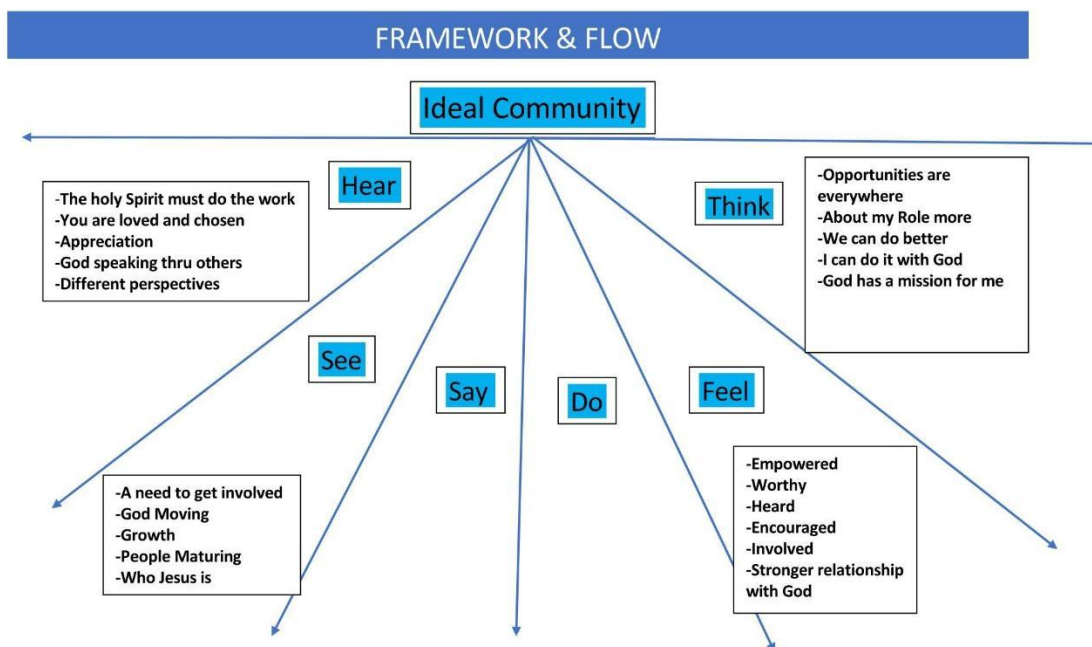 FRAMEWORK & FLOW
Ideal Community
Hear
-The holy Spirit must do the work
-You are loved and chosen
-Appreciation
-God speaking thru others
-Different perspectives
Think
-Opportunities are
everywhere
-About my Role more
-We can do better
-I can do it with God
-God has a mission for me
See
Say
Do
Feel
-A need to get involved
-God Moving
-Growth
-People Maturing
-Who Jesus is
-Empowered
-Worthy
-Heard
-Encouraged
-Involved
-Stronger relationship
with God